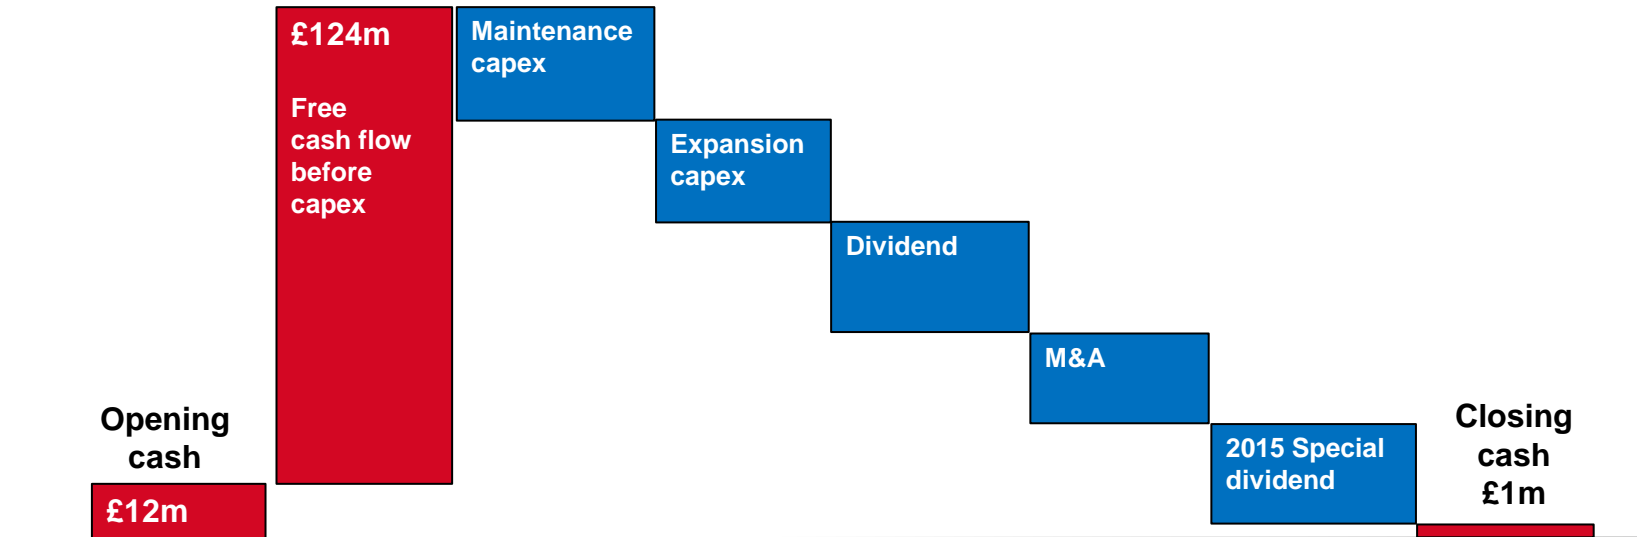 £124m
Free
cash flow
before
capex
Maintenance
capex
Expansion
capex
Dividend
M&A
2015 Special
dividend
Opening
cash
£12m
Closing
cash
£1m